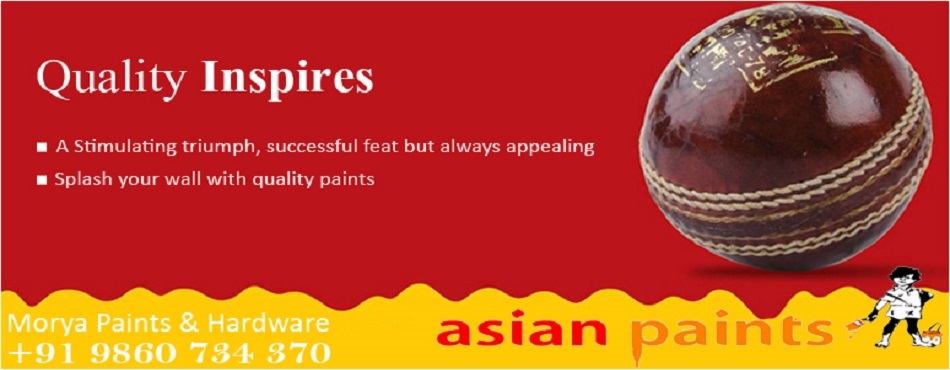 Quality Inspires
A Stimulating triumph, successful feat but always appealing
Splash your wall with quality paints
Morya Paints & Hardware
+91 9860 734 370
asian paints